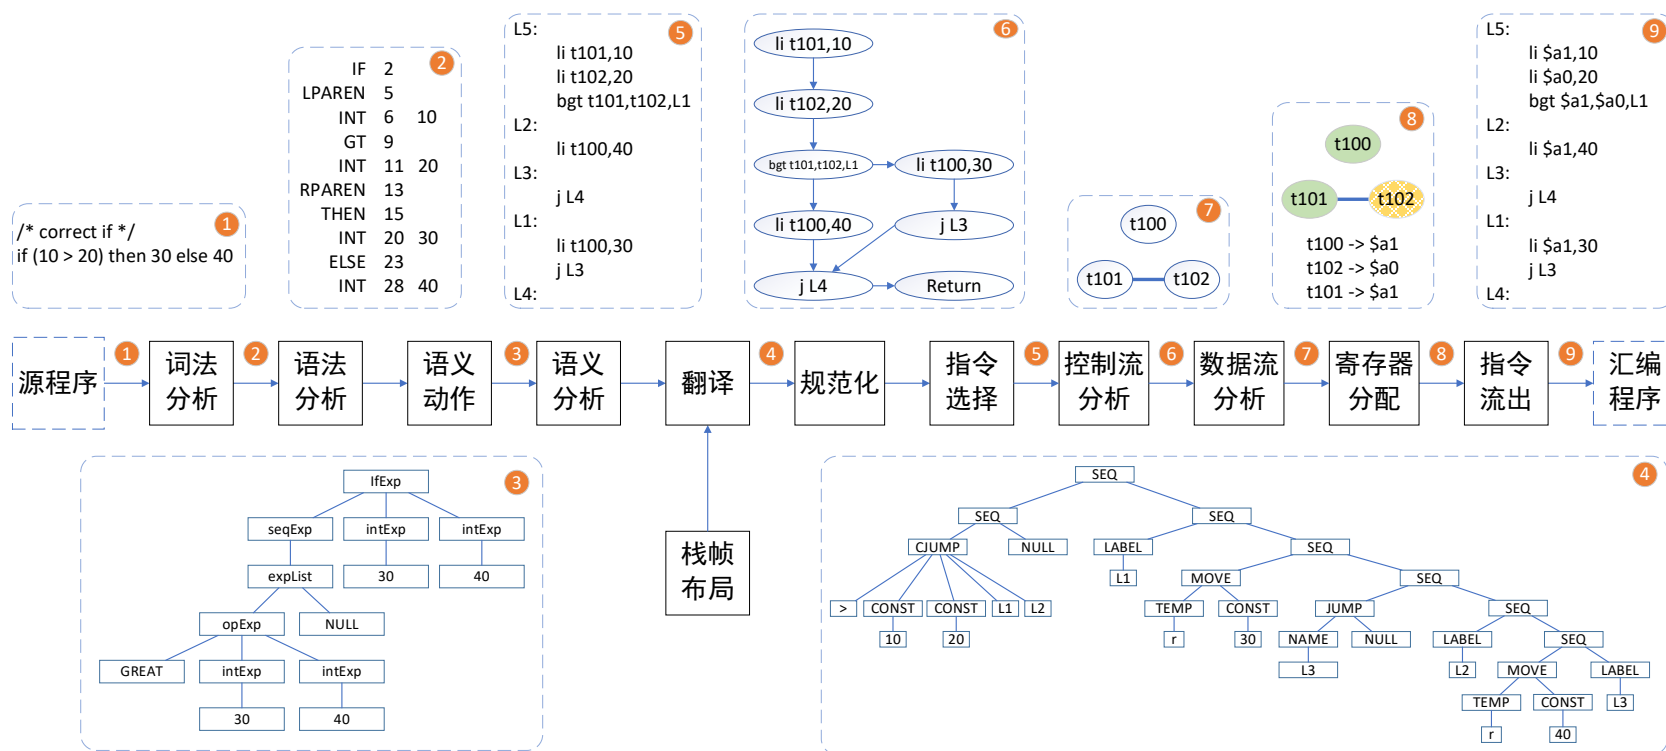 1
/* correct if */
if (10 > 20) then 30 else 40
2
IF 2
LPAREN 5
INT 6 10
GT 9
INT 11 20
RPAREN 13
THEN 15
INT 20 30
ELSE 23
INT 28 40
5
L5:
li t101,10
li t102,20
bgt t101,t102,L1
L2:
li t100,40
L3:
j L4
L1:
li t100,30
j L3
L4:
6
li t101,10
li t102,20
bgt t101,t102,L1
li t100,30
li t100,40
j L3
j L4
Return
7
t100
t101
t102
8
t100
t101
t102
t100 -> $a1
t102 -> $a0
t101 -> $a1
9
L5:
li $a1,10
li $a0,20
bgt $a1,$a0,L1
L2:
li $a1,40
L3:
j L4
L1:
li $a1,30
j L3
L4:
源程序
1
词法
分析
2
语法
分析
语义
动作
3
语义
分析
翻译
4
规范化
指令
选择
5
控制流
分析
6
数据流
分析
7
寄存器
分配
8
指令
流出
9
汇编
程序
栈帧
布局
3
IfExp
seqExp
intExp
intExp
expList
30
40
opExp
NULL
GREAT
intExp
intExp
30
40
4
SEQ
SEQ
SEQ
CJUMP
NULL
LABEL
SEQ
L1
MOVE
SEQ
>
CONST
CONST
L1
L2
TEMP
CONST
JUMP
SEQ
10
20
r
30
NAME
NULL
LABEL
SEQ
L3
L2
MOVE
LABEL
TEMP
CONST
L3
r
40